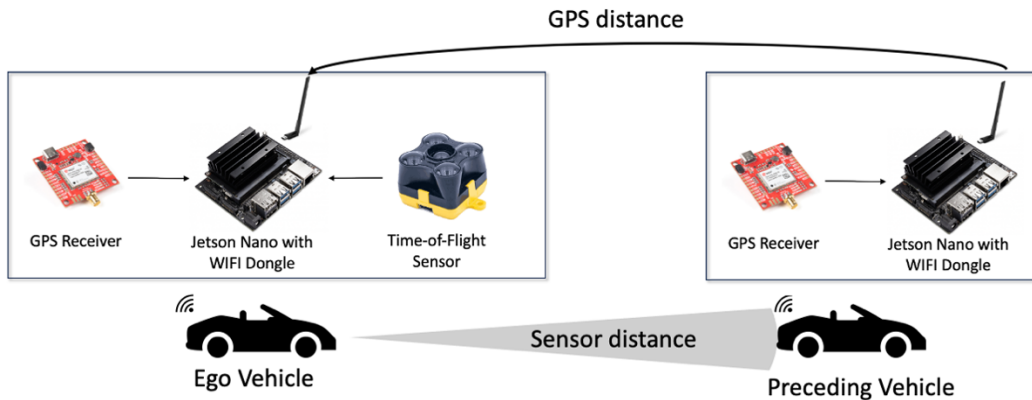 GPS distance
GPS Receiver
Jetson Nano with
WIFI Dongle
Time-of-Flight
Sensor
GPS Receiver
Jetson Nano with
WIFI Dongle
Sensor distance
Ego Vehicle
Preceding Vehicle